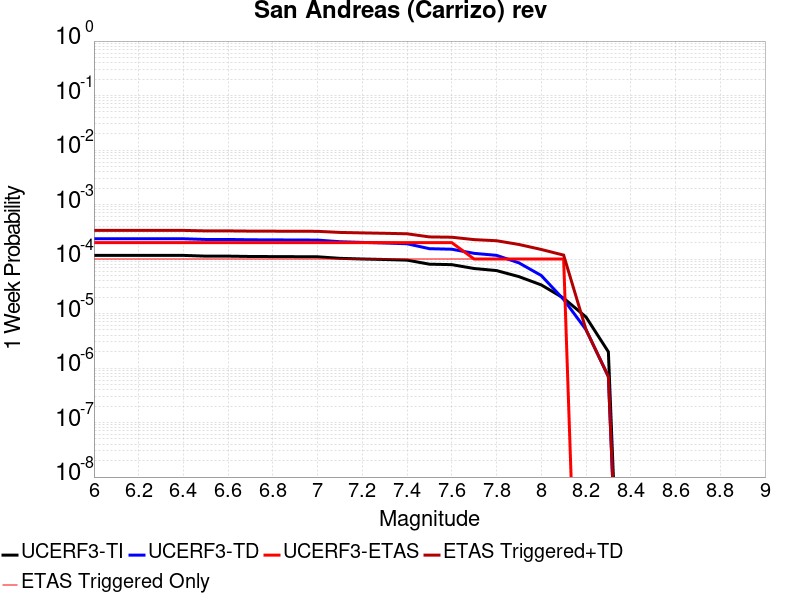 San Andreas (Carrizo) rev
10^0
10^-1
10^-2
10^-3
10^-4
10^-5
10^-6
10^-7
10^-8
1 Week Probability
6 6.2 6.4 6.6 6.8 7 7.2 7.4 7.6 7.8 8 8.2 8.4 8.6 8.8 9
Magnitude
UCERF3-TI UCERF3-TD UCERF3-ETAS ETAS Triggered+TD
ETAS Triggered Only